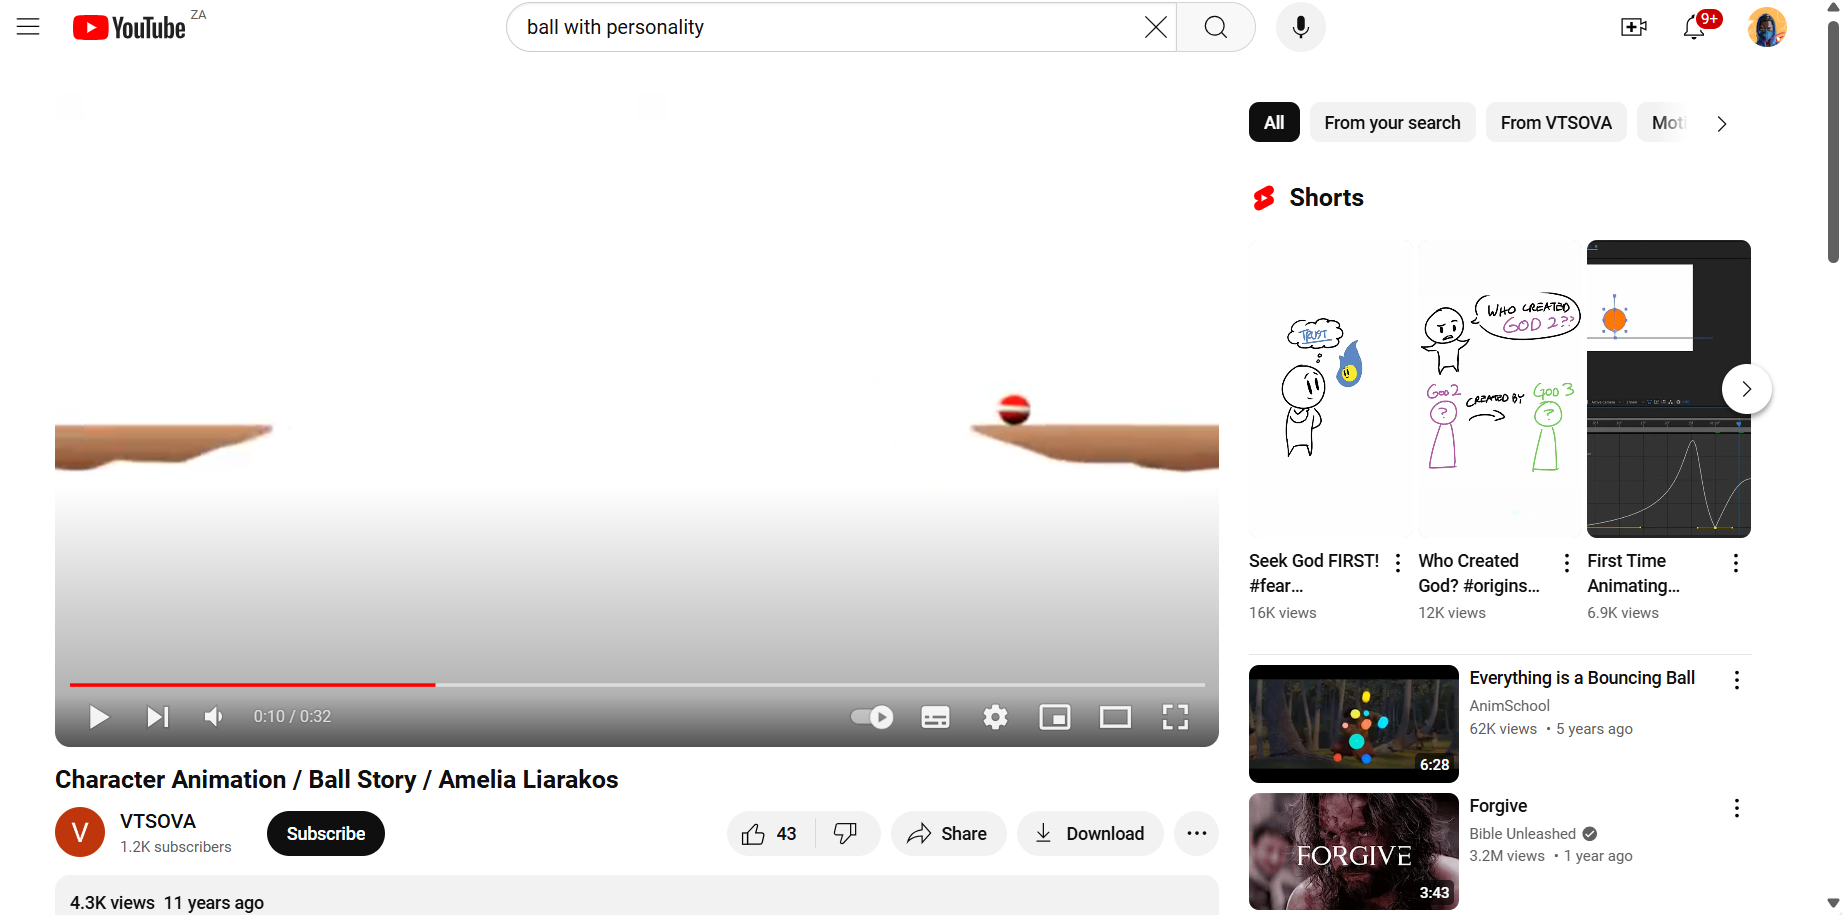 YouTube ZA
ball with personality
9+
All
From your search
From VTSOVA
Moti
Shorts
TRUST
WHO CREATED
GOD 2??
GOD 2
CREATED BY
GOD 3
?
?
Seek God FIRST!
#fear...
16K views
Who Created
God? #origins...
12K views
First Time
Animating...
6.9K views
0:10 / 0:32
Character Animation / Ball Story / Amelia Liarakos
V
VTSOVA
1.2K subscribers
Subscribe
43
Share
Download
4.3K views 11 years ago
6:28
Everything is a Bouncing Ball
AnimSchool
62K views • 5 years ago
FORGIVE
3:43
Forgive
Bible Unleashed
3.2M views • 1 year ago